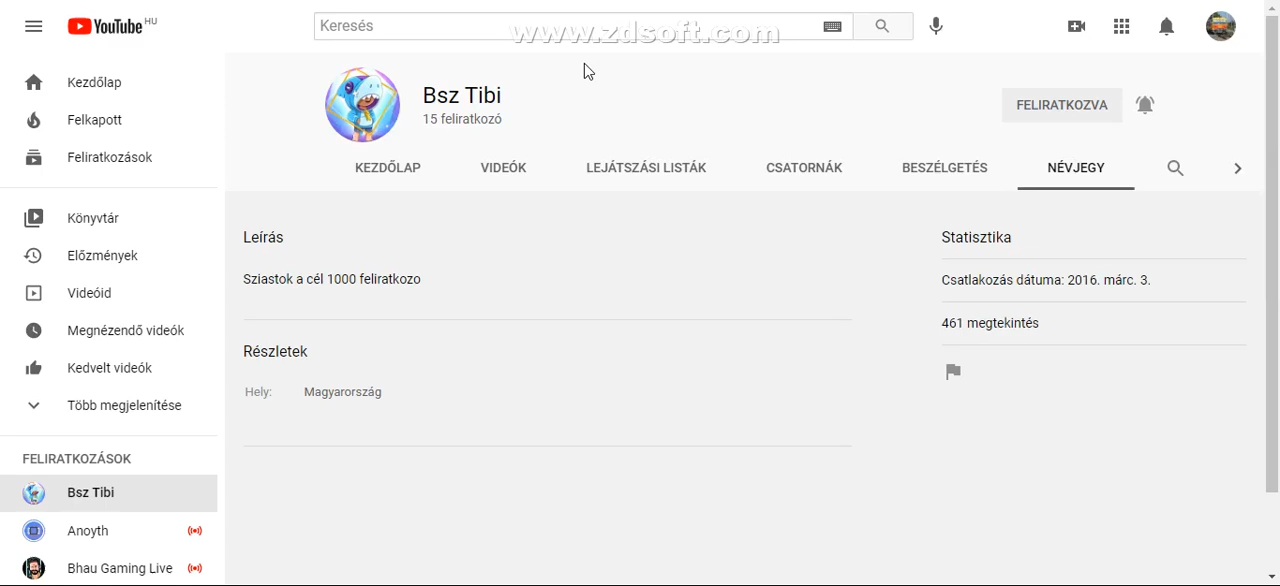 YouTube HU
Keresés
www.zdsoft.com
Kezdőlap
Felkapott
Feliratkozások
Könyvtár
Előzmények
Videóid
Megnézendő videók
Kedvelt videók
Több megjelenítése
FELIRATKOZÁSOK
Bsz Tibi
Anoyth
Bhau Gaming Live
Bsz Tibi
15 feliratkozó
FELIRATKOZVA
KEZDŐLAP
VIDEÓK
LEJÁTSZÁSI LISTÁK
CSATORNÁK
BESZÉLGETÉS
NÉVJEGY
Leírás
Sziastok a cél 1000 feliratkozo
Részletek
Hely: Magyarország
Statisztika
Csatlakozás dátuma: 2016. márc. 3.
461 megtekintés